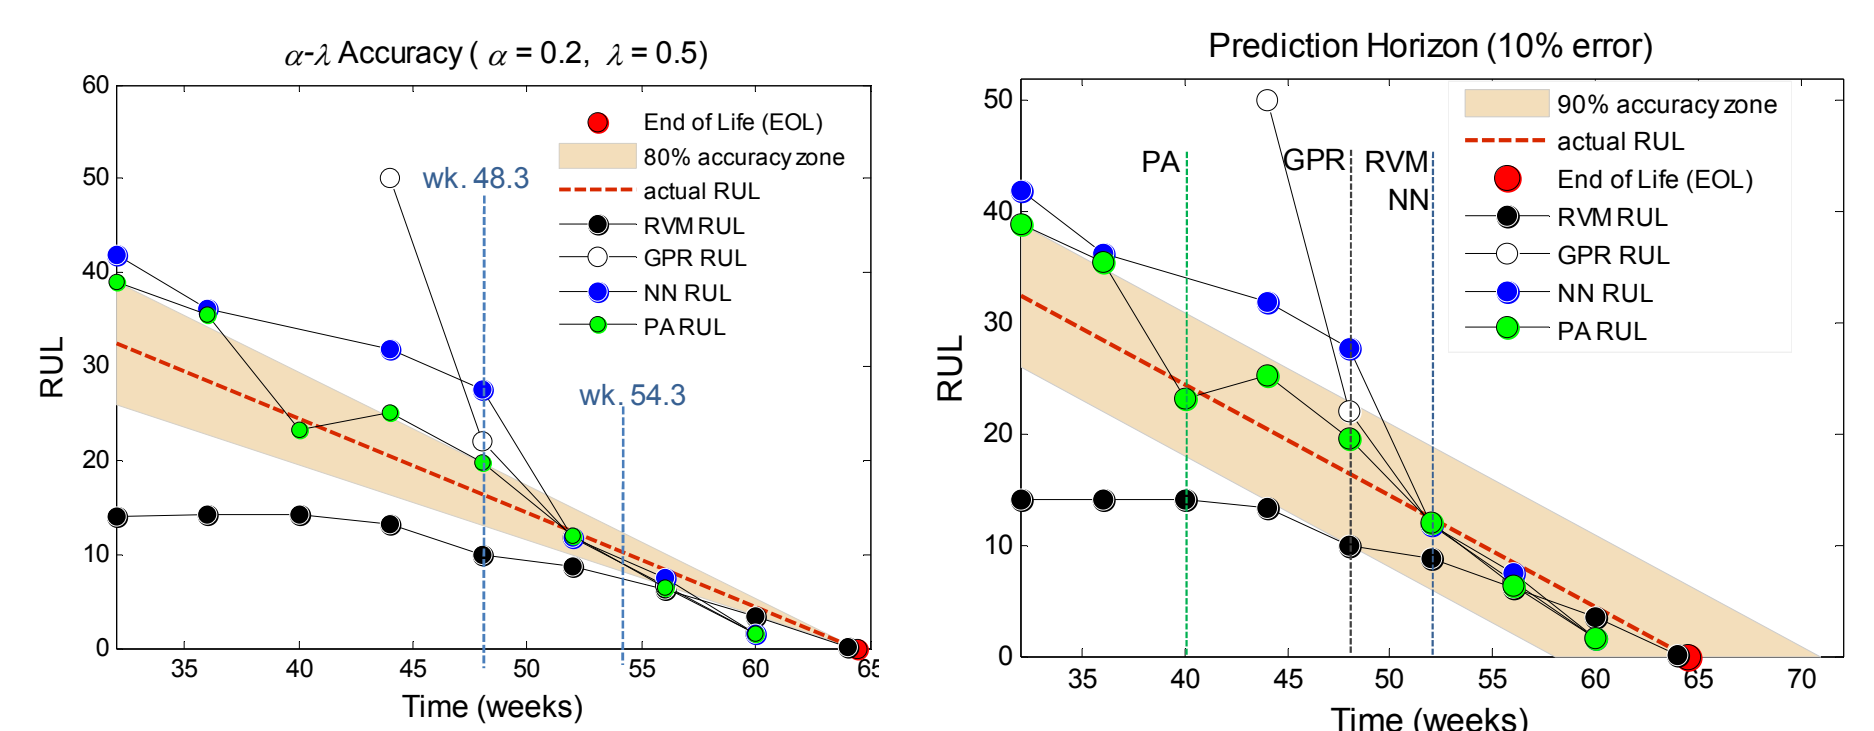 α-λ Accuracy ( α = 0.2, λ = 0.5)
60
50
40
30
20
10
0
RUL
35
40
45
50
55
60
65
Time (weeks)
wk. 48.3
wk. 54.3
End of Life (EOL)
80% accuracy zone
actual RUL
RVM RUL
GPR RUL
NN RUL
PA RUL
Prediction Horizon (10% error)
50
40
30
20
10
0
RUL
35
40
45
50
55
60
65
70
Time (weeks)
PA
GPR
RVM
NN
90% accuracy zone
actual RUL
End of Life (EOL)
RVM RUL
GPR RUL
NN RUL
PA RUL